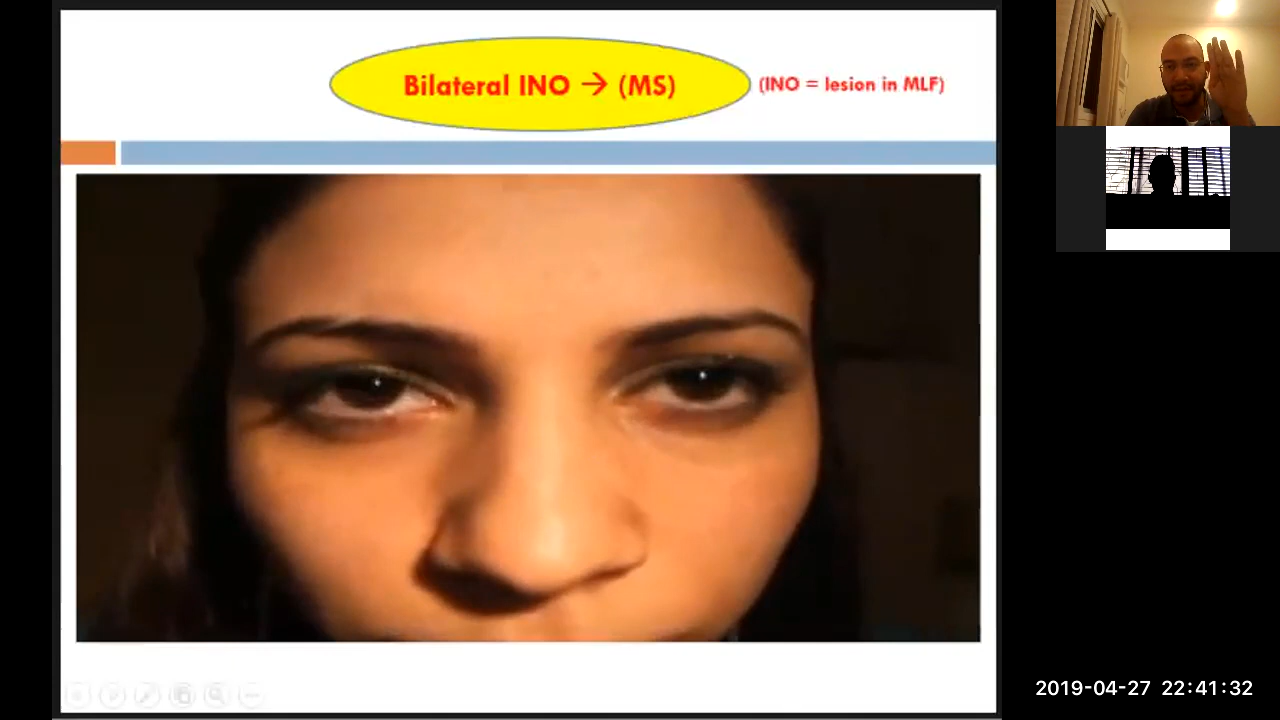 Bilateral INO → (MS)
(INO = lesion in MLF)
2019-04-27 22:41:32